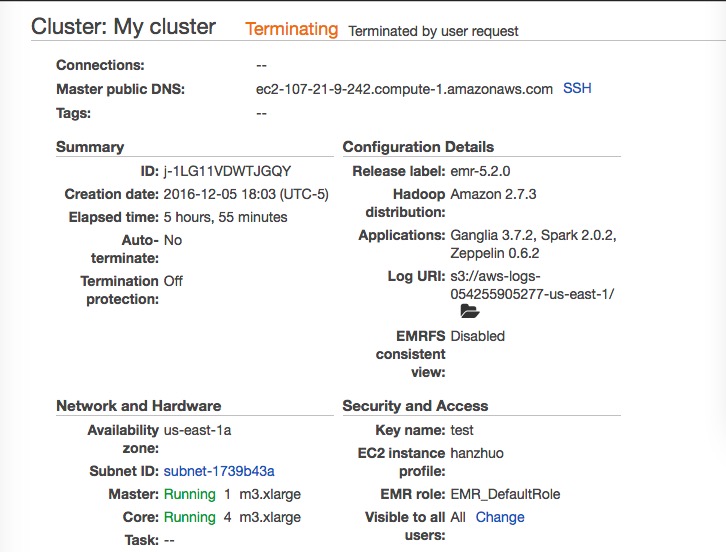 Cluster: My cluster Terminating Terminated by user request
Connections: --
Master public DNS: ec2-107-21-9-242.compute-1.amazonaws.com SSH
Tags: --
Summary
ID: j-1LG11VDWTJGQY
Creation date: 2016-12-05 18:03 (UTC-5)
Elapsed time: 5 hours, 55 minutes
Auto- No
terminate:
Termination Off
protection:
Configuration Details
Release label: emr-5.2.0
Hadoop Amazon 2.7.3
distribution:
Applications: Ganglia 3.7.2, Spark 2.0.2,
Zeppelin 0.6.2
Log URI: s3://aws-logs-
054255905277-us-east-1/
EMRFS Disabled
consistent
view:
Network and Hardware
Availability us-east-1a
zone:
Subnet ID: subnet-1739b43a
Master: Running 1 m3.xlarge
Core: Running 4 m3.xlarge
Task: --
Security and Access
Key name: test
EC2 instance hanzhuo
profile:
EMR role: EMR_DefaultRole
Visible to all All Change
users: